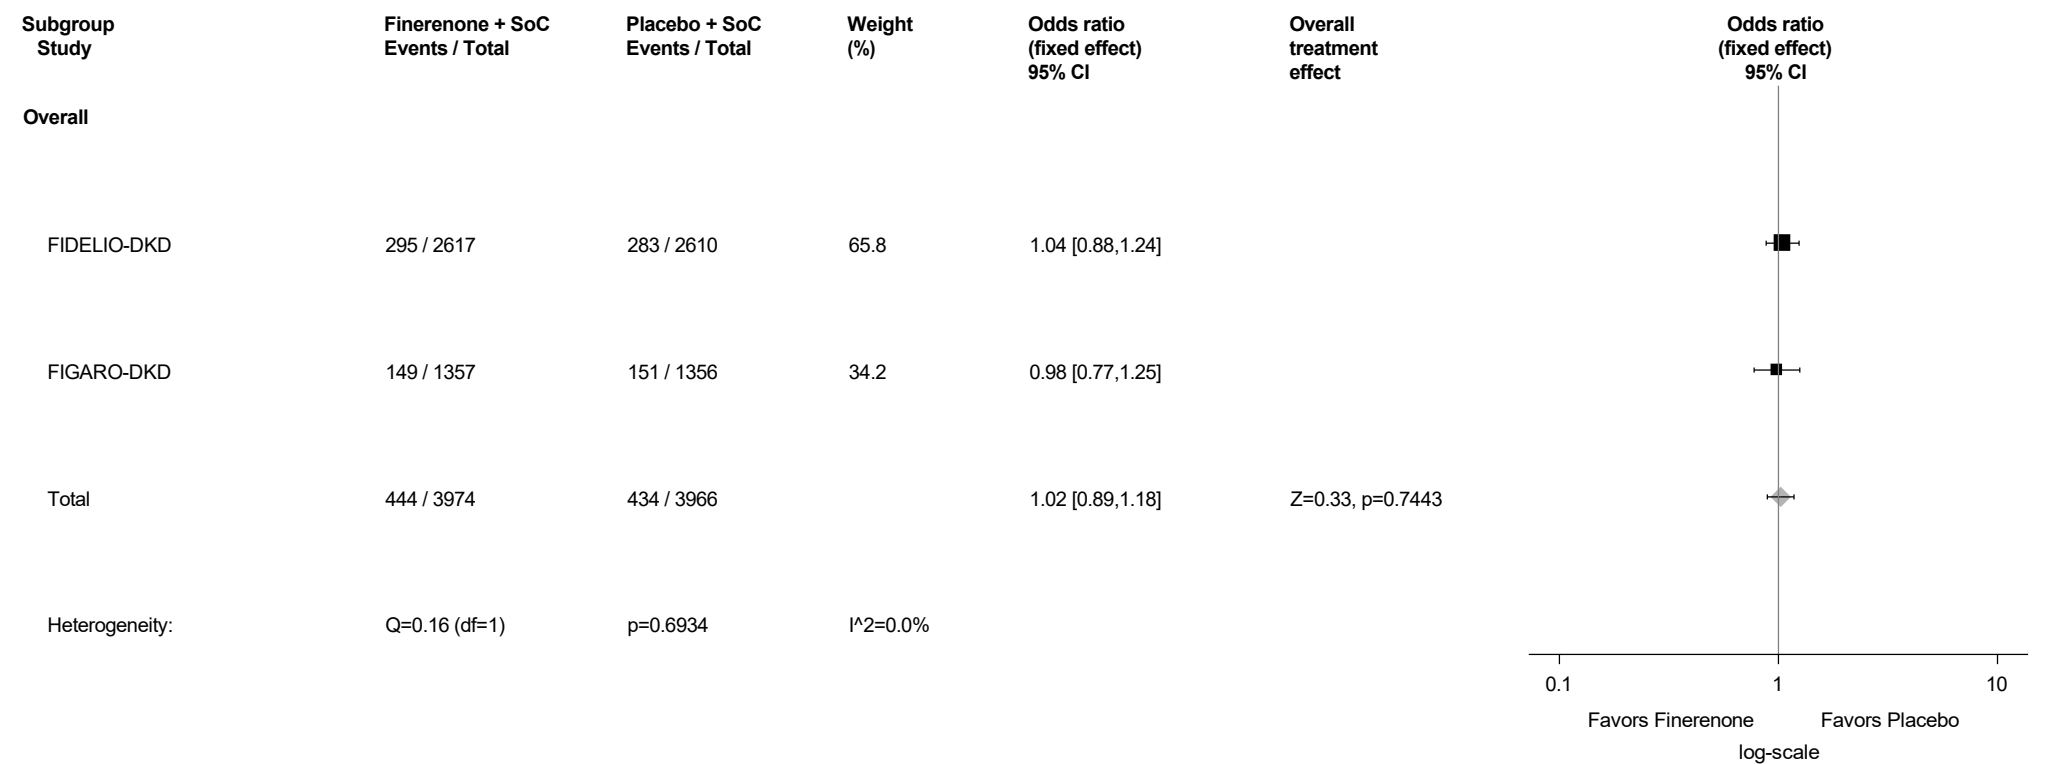 Subgroup Finerenone + SoC Placebo + SoC Weight Odds ratio Overall Odds ratio
Study Events / Total Events / Total (%) (fixed effect) treatment (fixed effect)
95% CI effect 95% CI
Overall
FIDELIO-DKD 295 / 2617 283 / 2610 65.8 1.04 [0.88,1.24]
FIGARO-DKD 149 / 1357 151 / 1356 34.2 0.98 [0.77,1.25]
Total 444 / 3974 434 / 3966 1.02 [0.89,1.18] Z=0.33, p=0.7443
Heterogeneity: Q=0.16 (df=1) p=0.6934 I^2=0.0%
0.1 1 10
Favors Finerenone Favors Placebo
log-scale